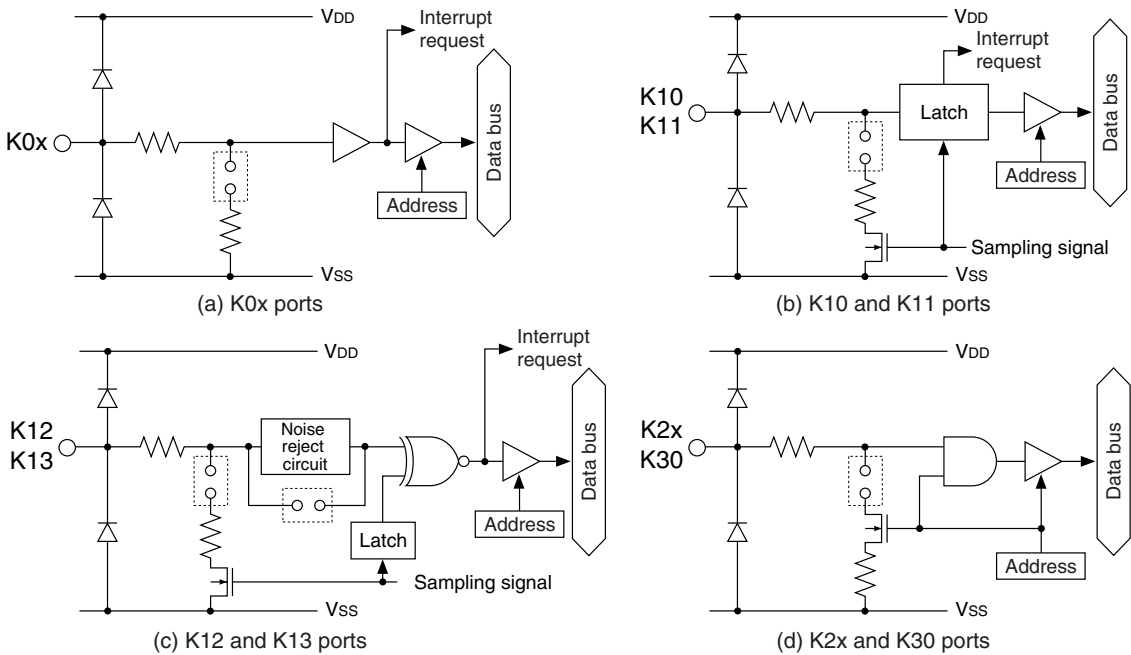 VDD
Interrupt
request
K0x
Address
Data bus
VSS
(a) K0x ports
VDD
Interrupt
request
K10
K11
Latch
Address
Data bus
Sampling signal
VSS
(b) K10 and K11 ports
VDD
Interrupt
request
K12
K13
Noise
reject
circuit
Address
Data bus
Latch
Sampling signal
VSS
(c) K12 and K13 ports
VDD
K2x
K30
Address
Data bus
VSS
(d) K2x and K30 ports